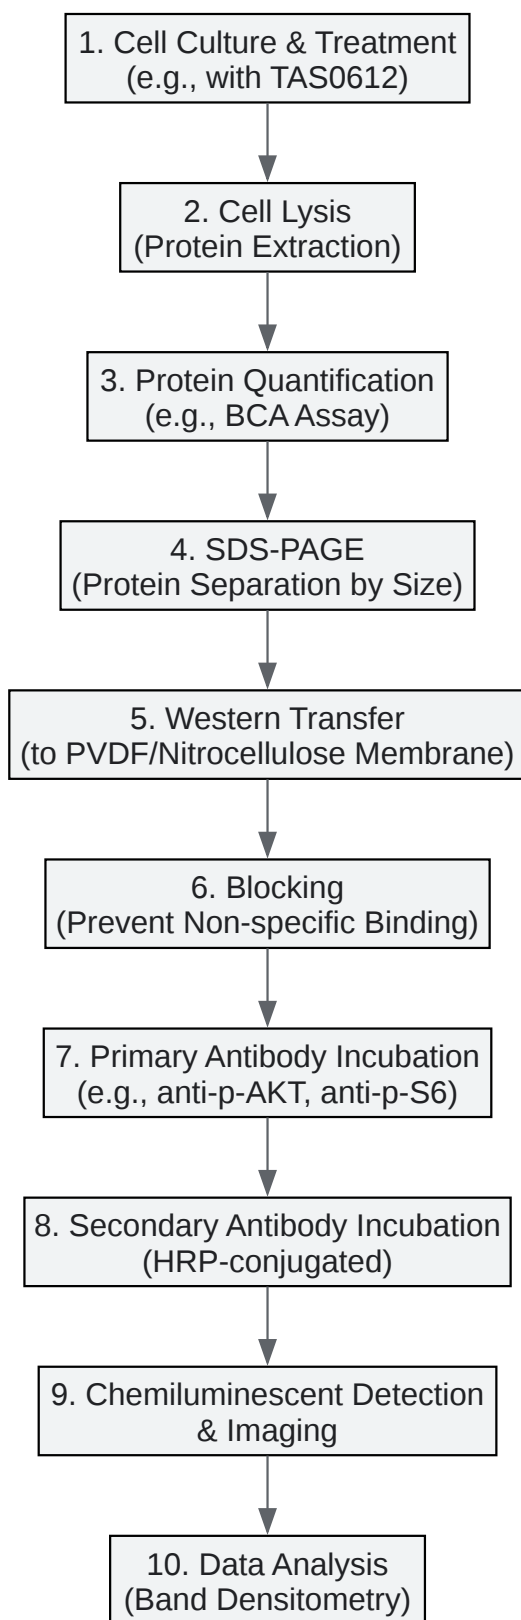 1. Cell Culture & Treatment
(e.g., with TAS0612)
2. Cell Lysis
(Protein Extraction)
3. Protein Quantification
(e.g., BCA Assay)
4. SDS-PAGE
(Protein Separation by Size)
5. Western Transfer
(to PVDF/Nitrocellulose Membrane)
6. Blocking
(Prevent Non-specific Binding)
7. Primary Antibody Incubation
(e.g., anti-p-AKT, anti-p-S6)
8. Secondary Antibody Incubation
(HRP-conjugated)
9. Chemiluminescent Detection
& Imaging
10. Data Analysis
(Band Densitometry)